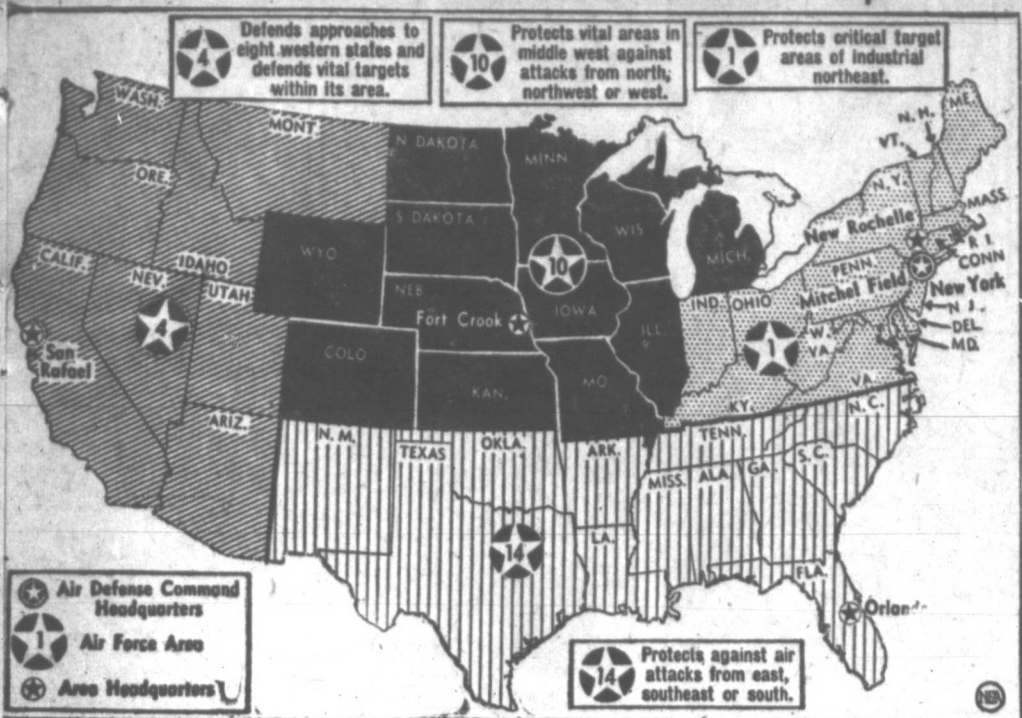 4
Defends approaches to
eight western states and
defends vital targets
within its area.
10
Protects vital areas in
middle west against
attacks from north,
northwest or west.
1
Protects critical target
areas of industrial
northeast.
WASH.
MONT.
ORE.
IDAHO
CALIF.
NEV.
UTAH
4
San
Rafael
ARIZ.
N DAKOTA
MINN
S DAKOTA
WYO
WIS
MICH.
10
NEB
Fort Crook
IOWA
ILL
COLO
KAN.
MO.
ME.
N. H.
VT.
N. Y.
MASS
New Rochelle
R I.
CONN
PENN.
Mitchel Field
New York
N J.
DEL.
MD.
IND
OHIO
1
W.
VA
VA.
KY.
N. C.
N. M.
TEXAS
OKLA.
ARK.
TENN.
MISS.
ALA.
GA
S. C.
14
LA.
FLA.
Air Defense Command
Headquarters
1
Air Force Area
Area Headquarters
14
Protects against air
attacks from east,
southeast or south.
NEA